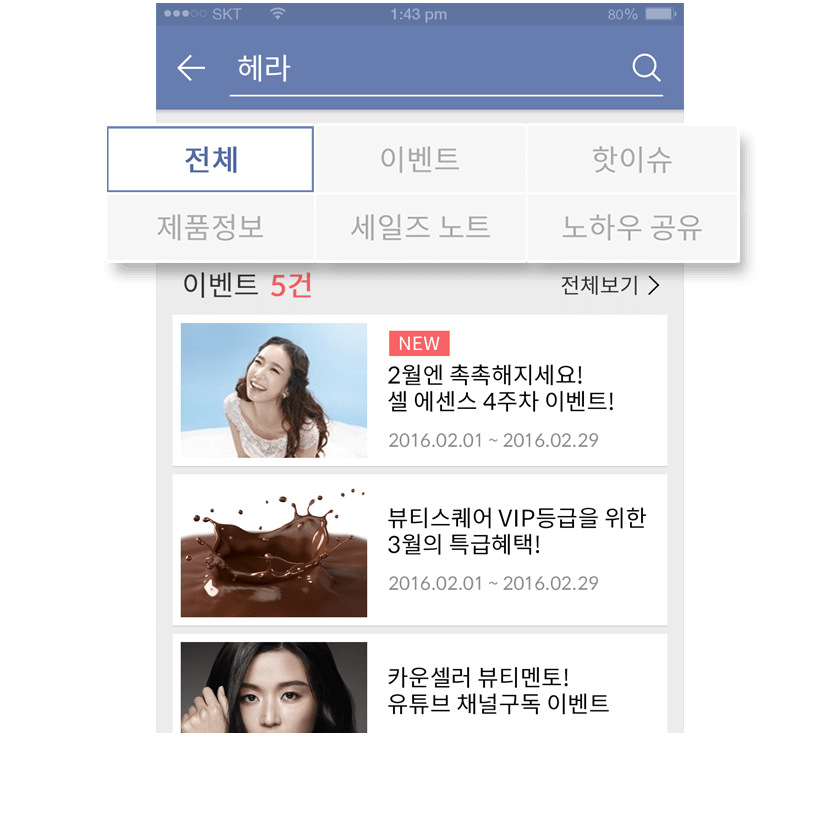 SKT 1:43 pm 80%
헤라
전체 이벤트 핫이슈
제품정보 세일즈 노트 노하우 공유
이벤트 5건 전체보기
NEW
2월엔 촉촉해지세요!
셀 에센스 4주차 이벤트!
2016.02.01 ~ 2016.02.29
뷰티스퀘어 VIP등급을 위한
3월의 특급혜택!
2016.02.01 ~ 2016.02.29
카운셀러 뷰티멘토!
유튜브 채널구독 이벤트